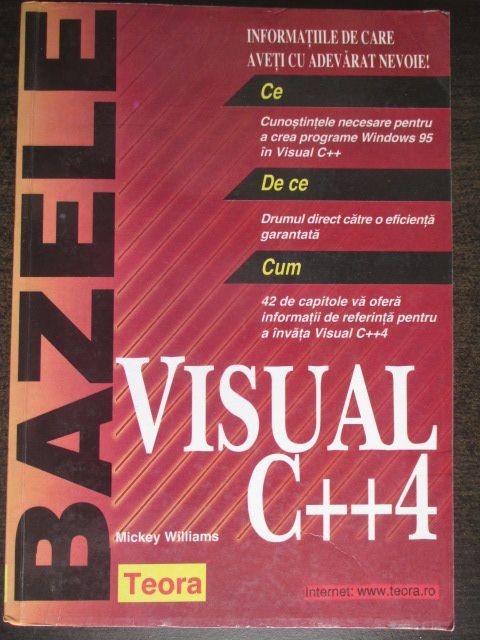 BAZELE
INFORMAȚIILE DE CARE
AVEȚI CU ADEVĂRAT NEVOIE!
Ce
Cunoștințele necesare pentru
a crea programe Windows 95
în Visual C++
De ce
Drumul direct către o eficiență
garantată
Cum
42 de capitole vă oferă
informații de referință pentru
a învăța Visual C++4
VISUAL
C++4
Mickey Williams
Teora
Internet: www.teora.ro